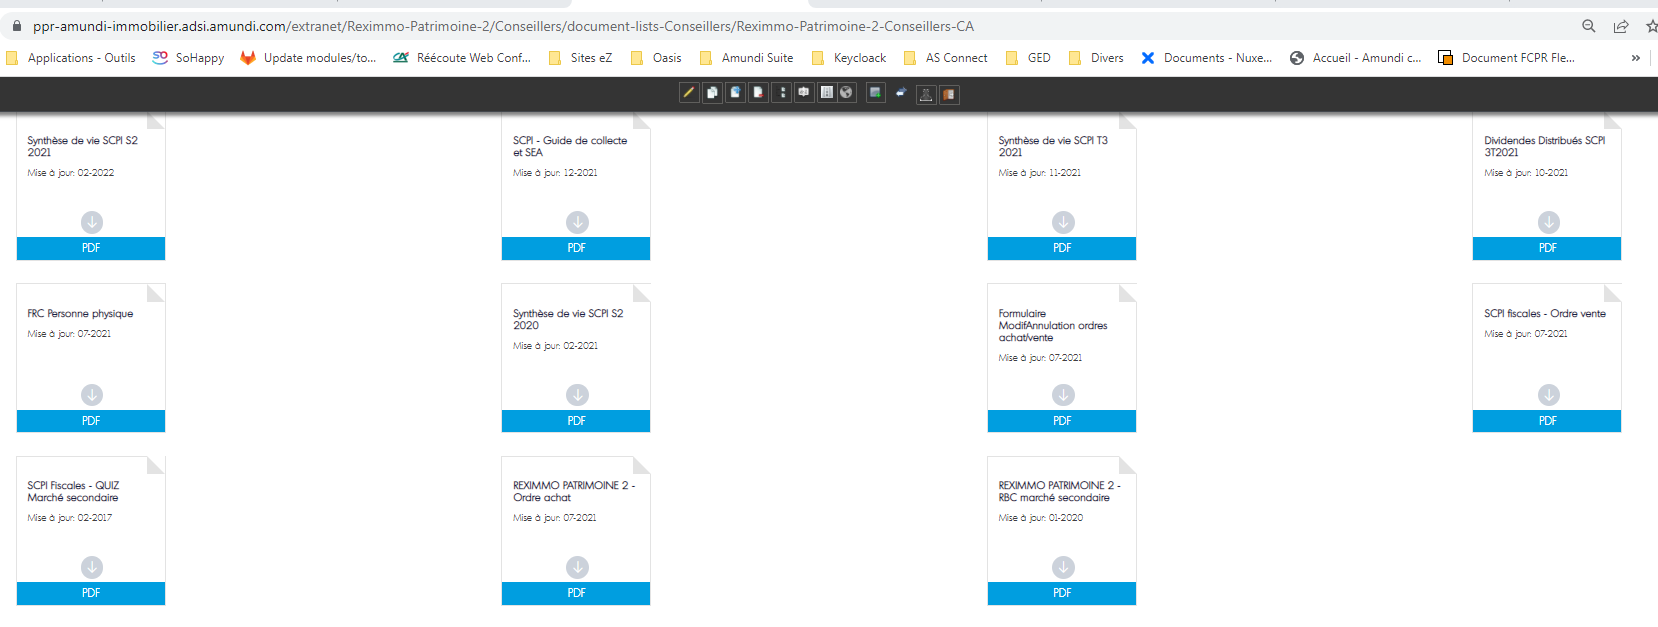 ppr-amundi-immobilier.adsi.amundi.com/extranet/Reximmo-Patrimoine-2/Conseillers/document-lists-Conseillers/Reximmo-Patrimoine-2-Conseillers-CA
Applications - Outils SoHappy Update modules/to... Réécoute Web Conf... Sites eZ Oasis Amundi Suite Keycloack AS Connect GED Divers Documents - Nuxe... Accueil - Amundi c... Document FCPR Fle... »
Synthèse de vie SCPI S2
2021
Mise à jour: 02-2022
PDF
SCPI - Guide de collecte
et SEA
Mise à jour: 12-2021
PDF
Synthèse de vie SCPI T3
2021
Mise à jour: 11-2021
PDF
Dividendes Distribués SCPI
3T2021
Mise à jour: 10-2021
PDF
FRC Personne physique
Mise à jour: 07-2021
PDF
Synthèse de vie SCPI S2
2020
Mise à jour: 02-2021
PDF
Formulaire
ModifAnnulation ordres
achat/vente
Mise à jour: 07-2021
PDF
SCPI fiscales - Ordre vente
Mise à jour: 07-2021
PDF
SCPI Fiscales - QUIZ
Marché secondaire
Mise à jour: 02-2017
PDF
REXIMMO PATRIMOINE 2 -
Ordre achat
Mise à jour: 07-2021
PDF
REXIMMO PATRIMOINE 2 -
RBC marché secondaire
Mise à jour: 01-2020
PDF